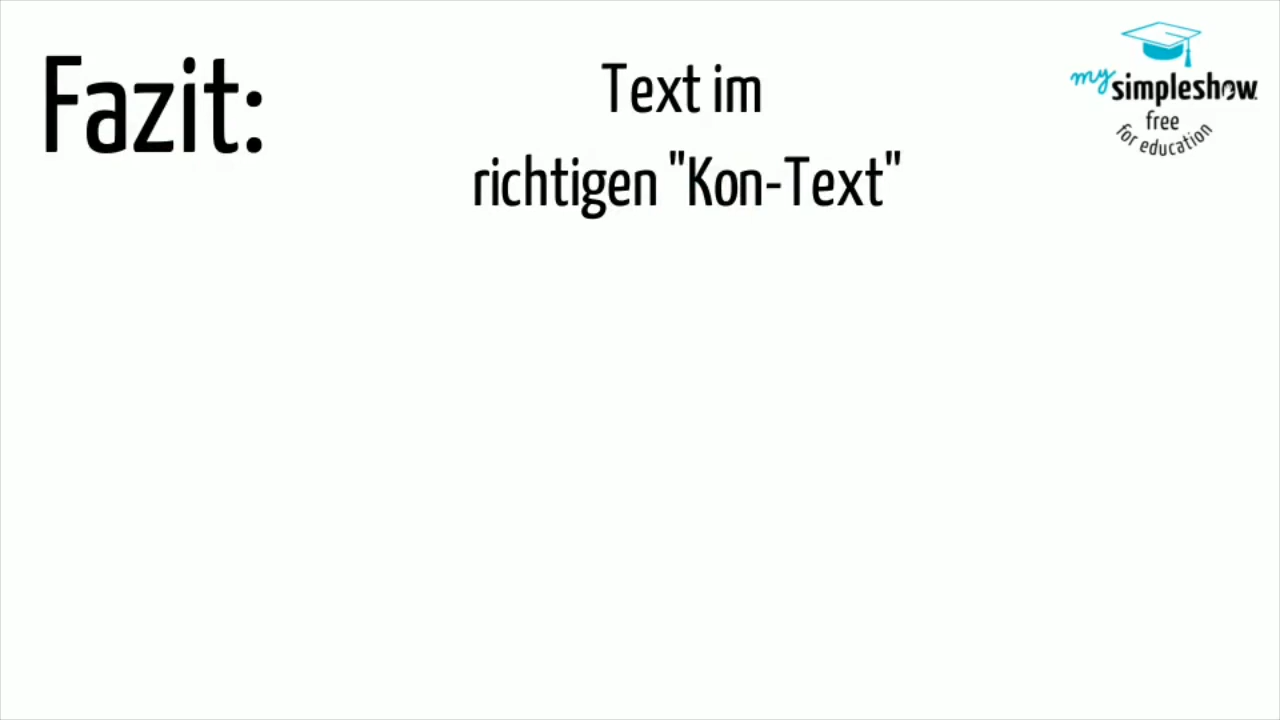 Fazit:
Text im
richtigen "Kon-Text"
my
simpleshow
free
for education